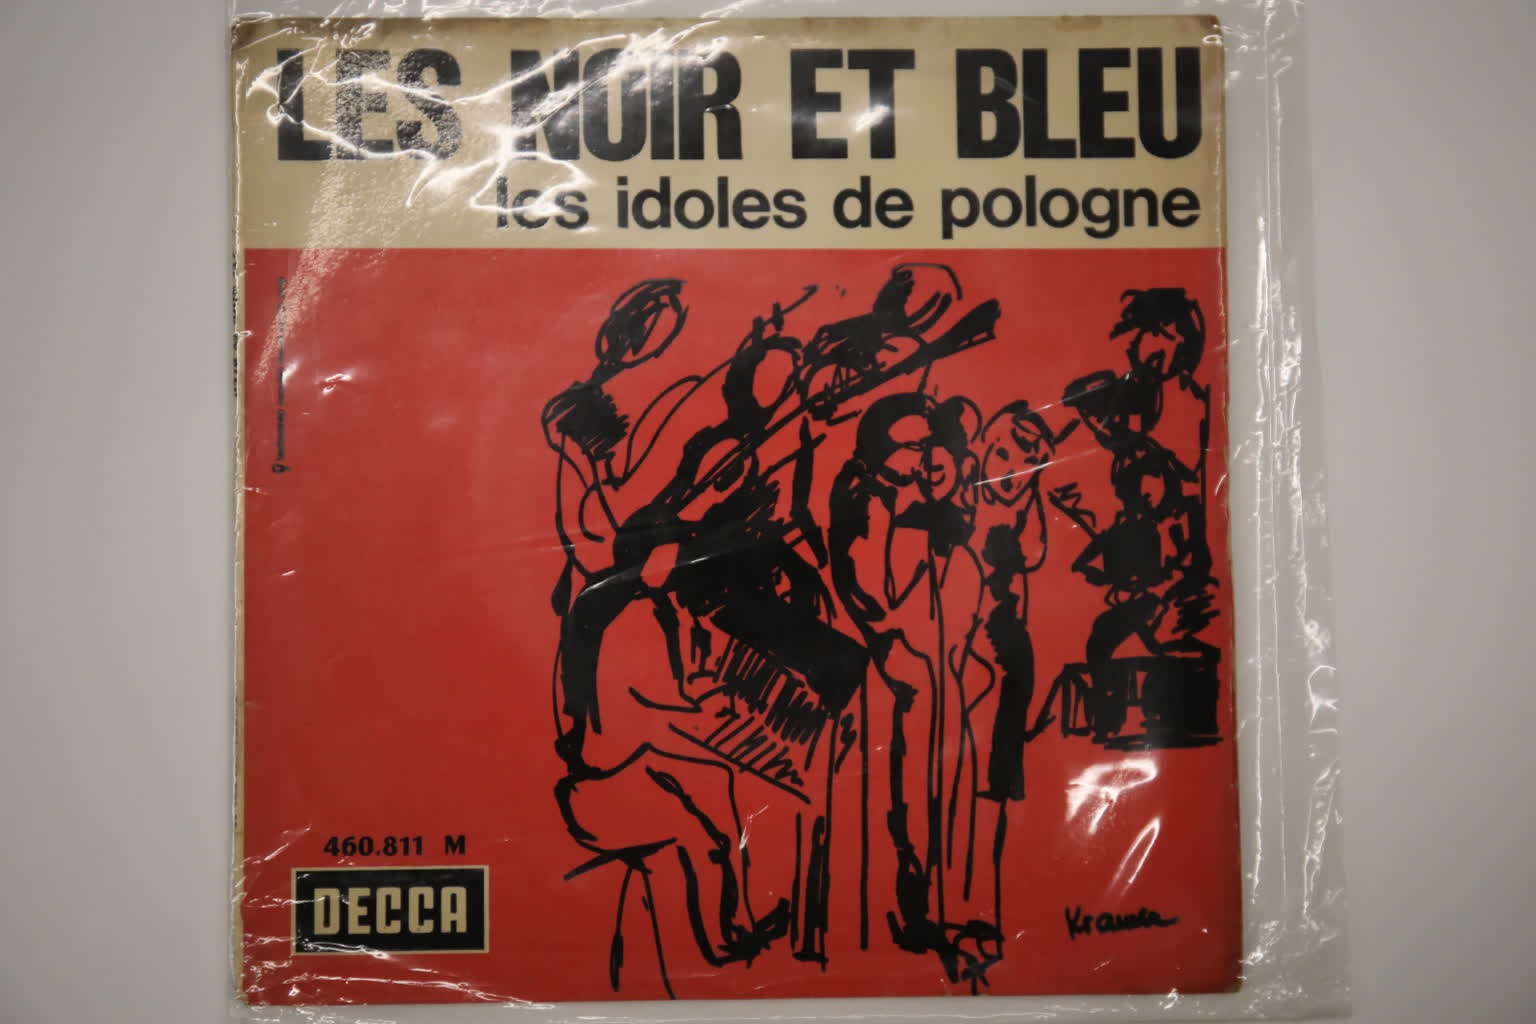 LES NOIR ET BLEU
les idoles de pologne
460.811 M
DECCA